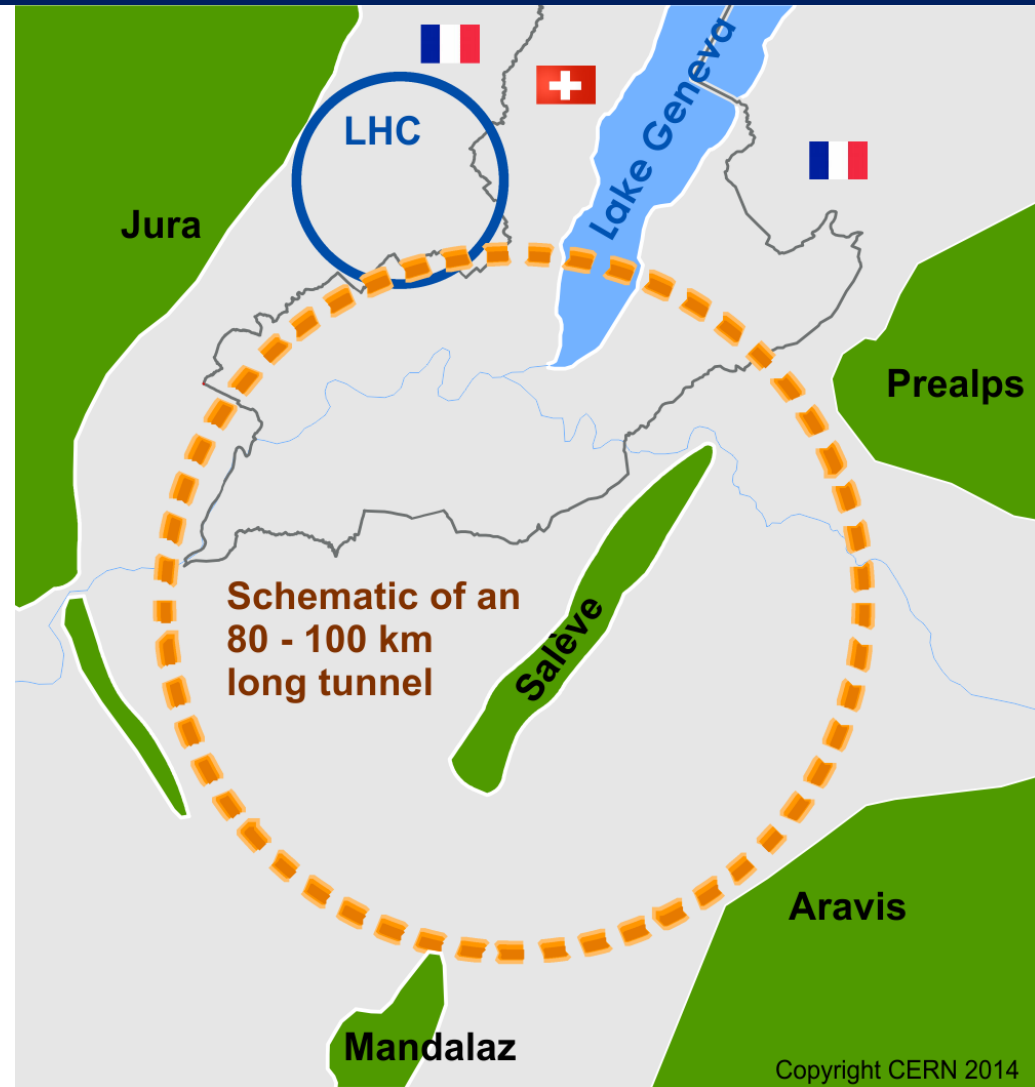 LHC
Lake Geneva
Jura
Prealps
Schematic of an
80 - 100 km
long tunnel
Salève
Aravis
Mandalaz
Copyright CERN 2014